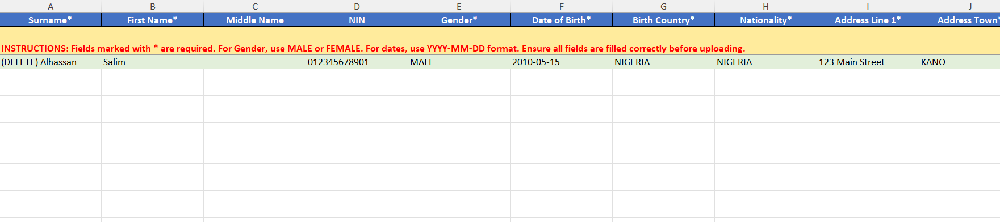 A B C D E F G H I J
Surname* First Name* Middle Name NIN Gender* Date of Birth* Birth Country* Nationality* Address Line 1* Address Town*
INSTRUCTIONS: Fields marked with * are required. For Gender, use MALE or FEMALE. For dates, use YYYY-MM-DD format. Ensure all fields are filled correctly before uploading.
(DELETE) Alhassan Salim 012345678901 MALE 2010-05-15 NIGERIA NIGERIA 123 Main Street KANO